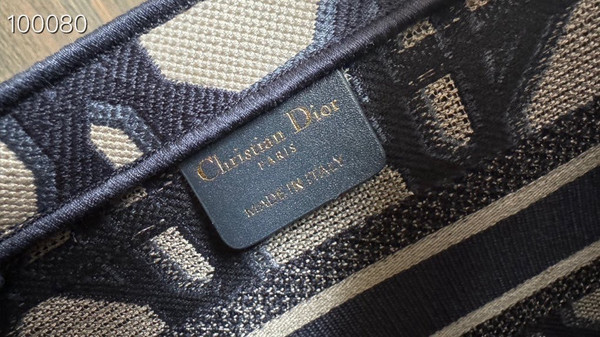 100080
Christian Dior
PARIS
MADE IN ITALY